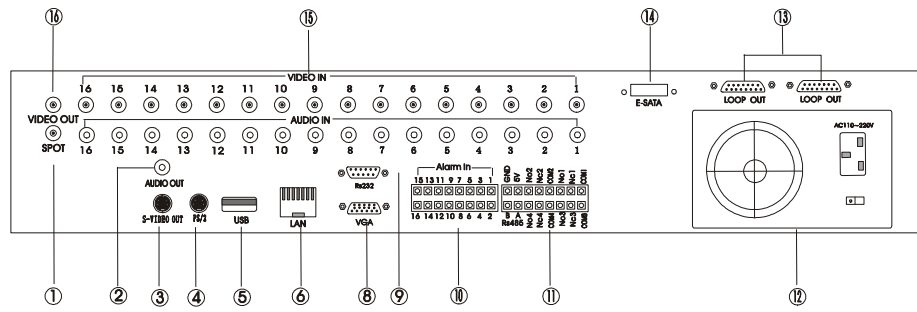 ⑯ ⑮ ⑭ ⑬
VIDEO IN
16 15 14 13 12 11 10 9 8 7 6 5 4 3 2 1
E-SATA
LOOP OUT LOOP OUT
VIDEO OUT
AUDIO IN
SPOT
16 15 14 13 12 11 10 9 8 7 6 5 4 3 2 1
AC110~220V
AUDIO OUT
Rs232
Alarm in
15 13 11 9 7 5 3 1
GND 5V No2 Nc2 COM2 No1 Nc1 COM1
S-VIDEO OUT
PS/2
USB
LAN
VGA
16 14 12 10 8 6 4 2
B A No4 Nc4 COM4 No3 Nc3 COM3
Rs485
① ② ③ ④ ⑤ ⑥ ⑧ ⑨ ⑩ ⑪ ⑫